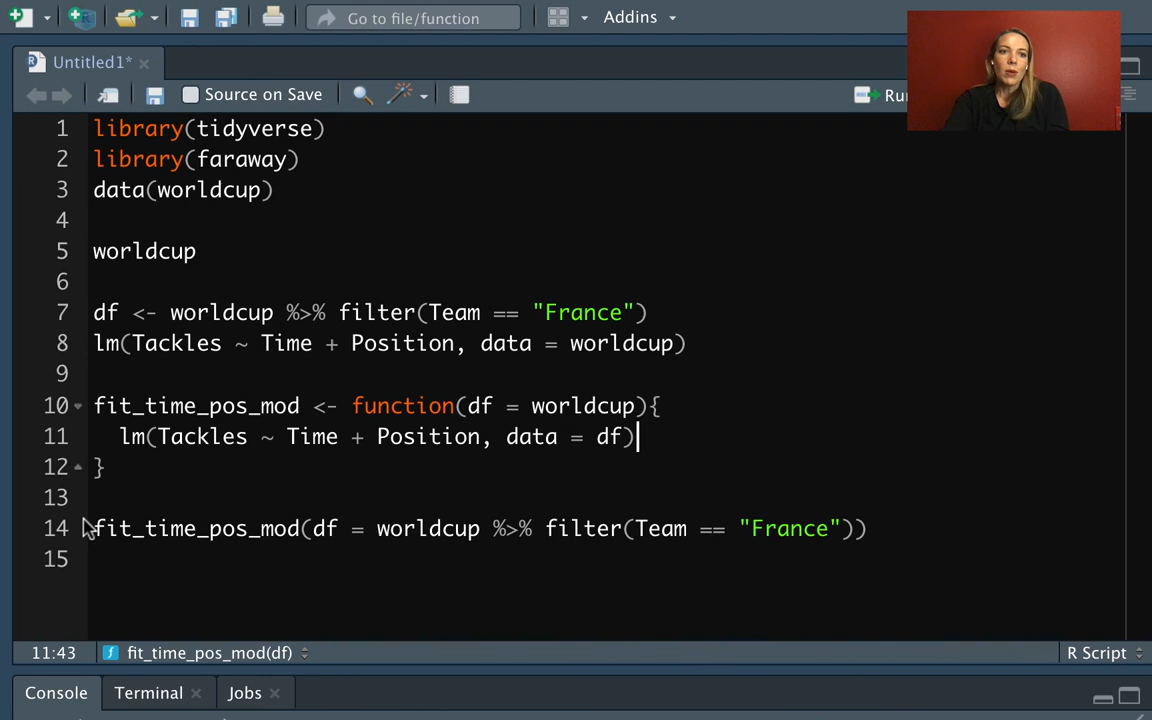 Go to file/function
Addins
Untitled1*
Source on Save
Run
1 library(tidyverse)
2 library(faraway)
3 data(worldcup)
4
5 worldcup
6
7 df <- worldcup %>% filter(Team == "France")
8 lm(Tackles ~ Time + Position, data = worldcup)
9
10 fit_time_pos_mod <- function(df = worldcup){
11 lm(Tackles ~ Time + Position, data = df)
12 }
13
14 fit_time_pos_mod(df = worldcup %>% filter(Team == "France"))
15
11:43 fit_time_pos_mod(df) R Script
Console Terminal Jobs